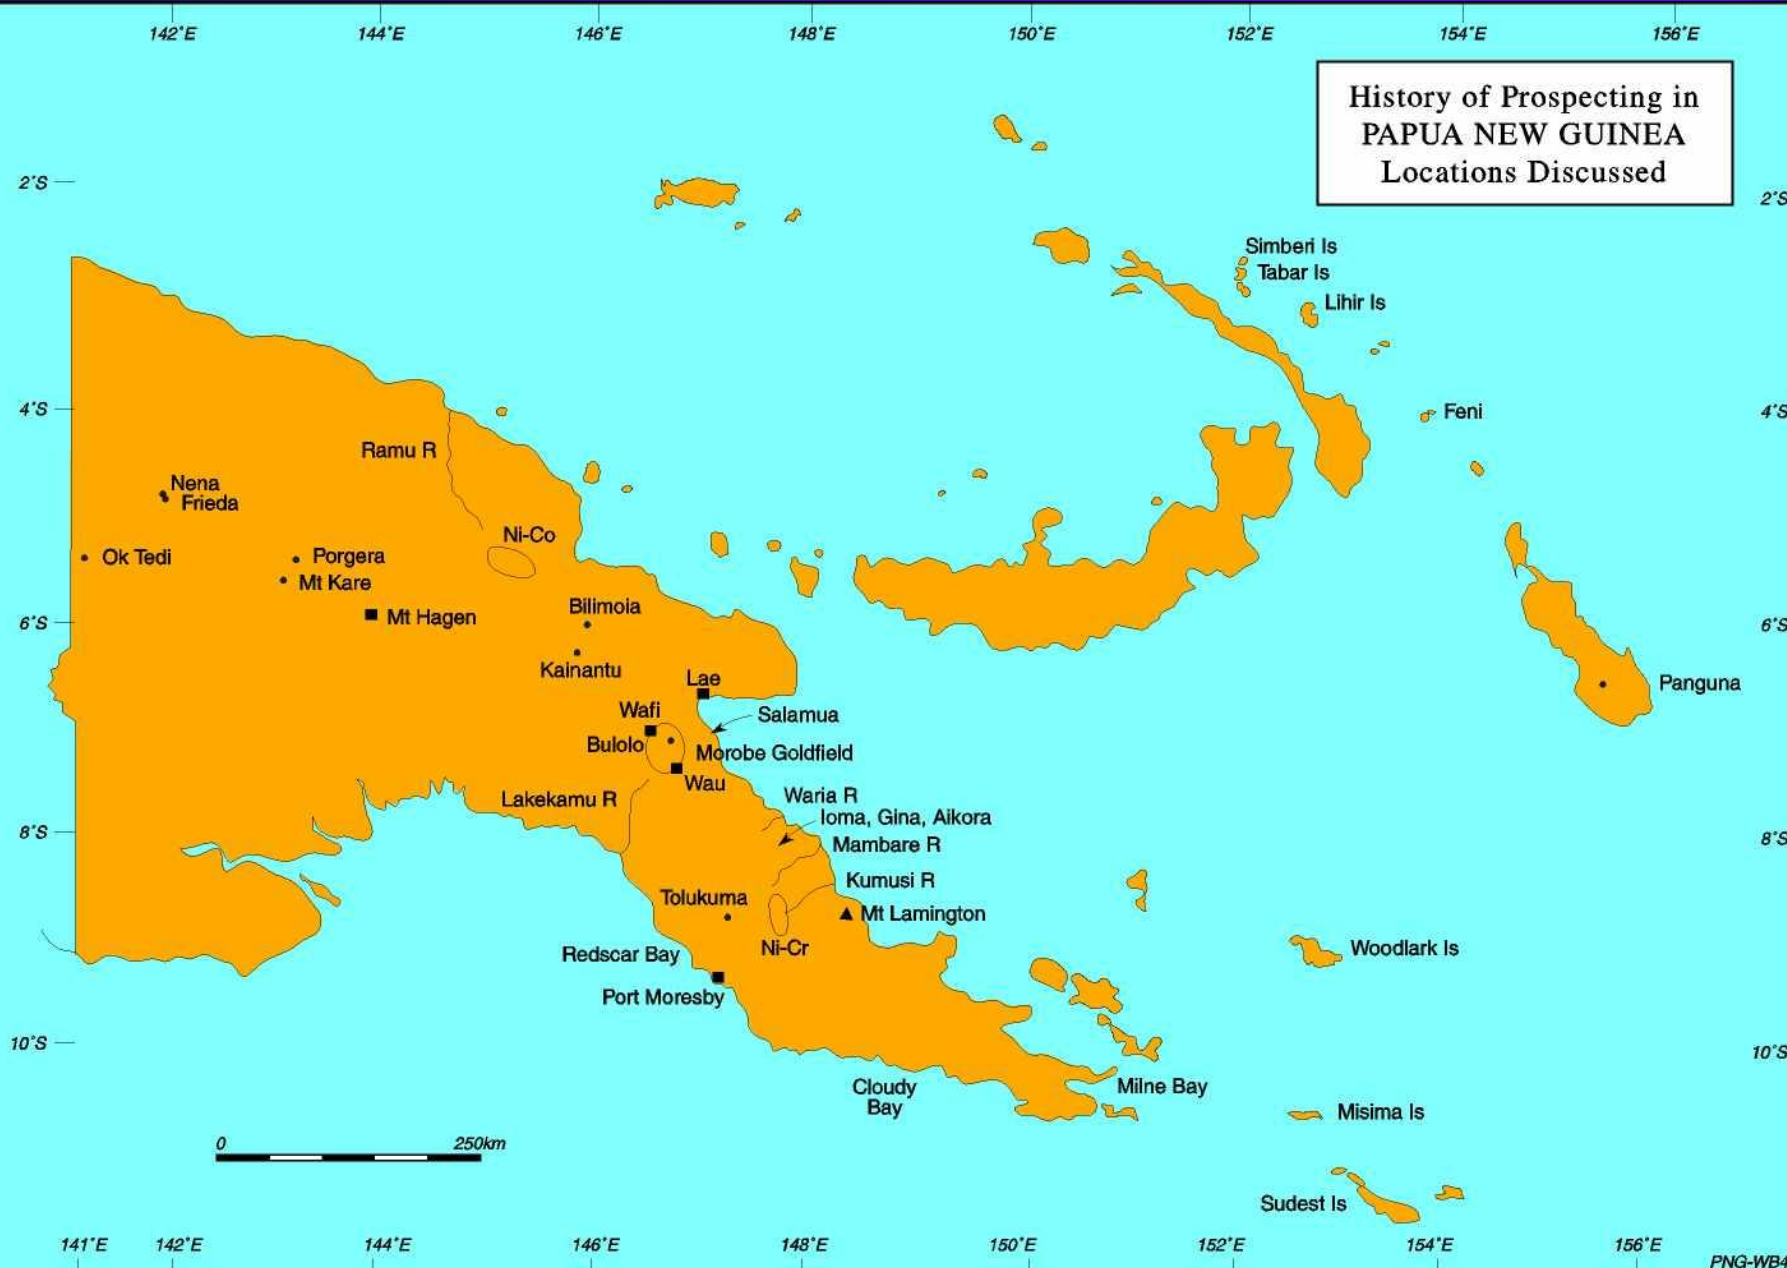 142°E 144°E 146°E 148°E 150°E 152°E 154°E 156°E
History of Prospecting in
PAPUA NEW GUINEA
Locations Discussed
2°S
2°S
Simberi Is
Tabar Is
Lihir Is
4°S
4°S
Feni
Ramu R
Nena
Frieda
Ni-Co
Ok Tedi
Porgera
Mt Kare
Mt Hagen
Bilimoia
6°S
6°S
Kainantu
Lae
Panguna
Wafi
Salamua
Bulolo
Morobe Goldfield
Wau
Lakekamu R
Waria R
Ioma, Gina, Aikora
8°S
8°S
Mambare R
Kumusi R
Tolukuma
Mt Lamington
Ni-Cr
Redscar Bay
Woodlark Is
Port Moresby
10°S
10°S
Cloudy
Bay
Milne Bay
Misima Is
0 250km
Sudest Is
141°E 142°E 144°E 146°E 148°E 150°E 152°E 154°E 156°E
PNG-WB4